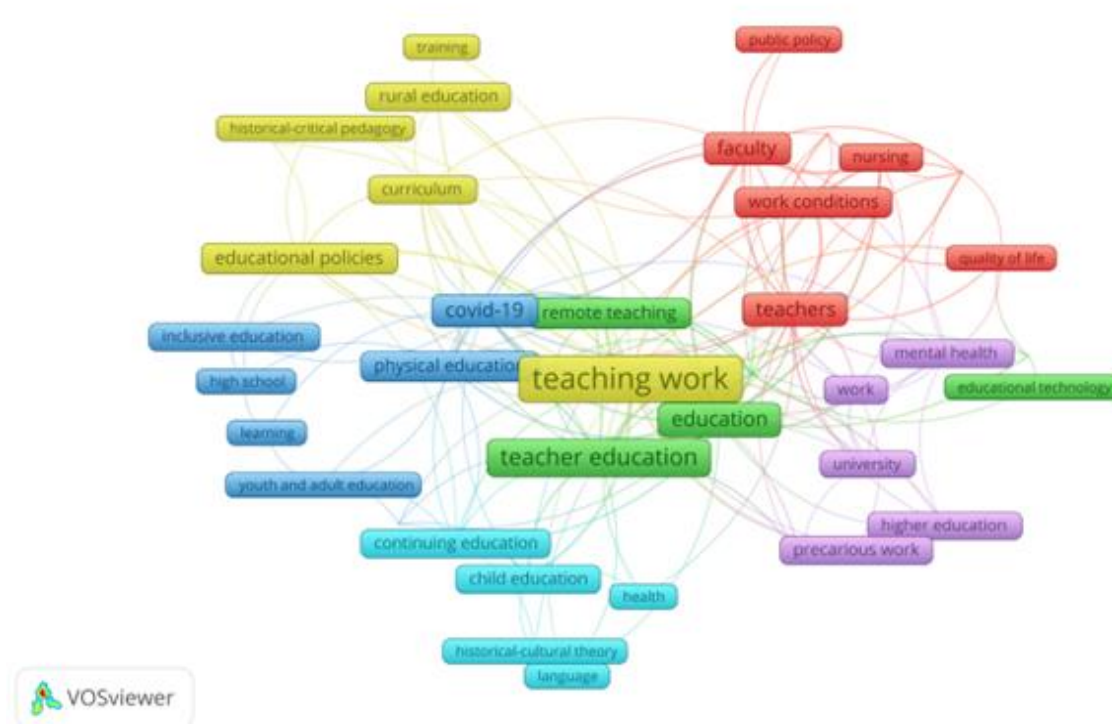 public policy
training
rural education
historical-critical pedagogy
faculty
nursing
curriculum
work conditions
educational policies
quality of life
covid-19
remote teaching
teachers
inclusive education
physical education
mental health
high school
teaching work
work
educational technology
education
learning
teacher education
university
youth and adult education
higher education
continuing education
precarious work
child education
health
historical-cultural theory
language
VOSviewer